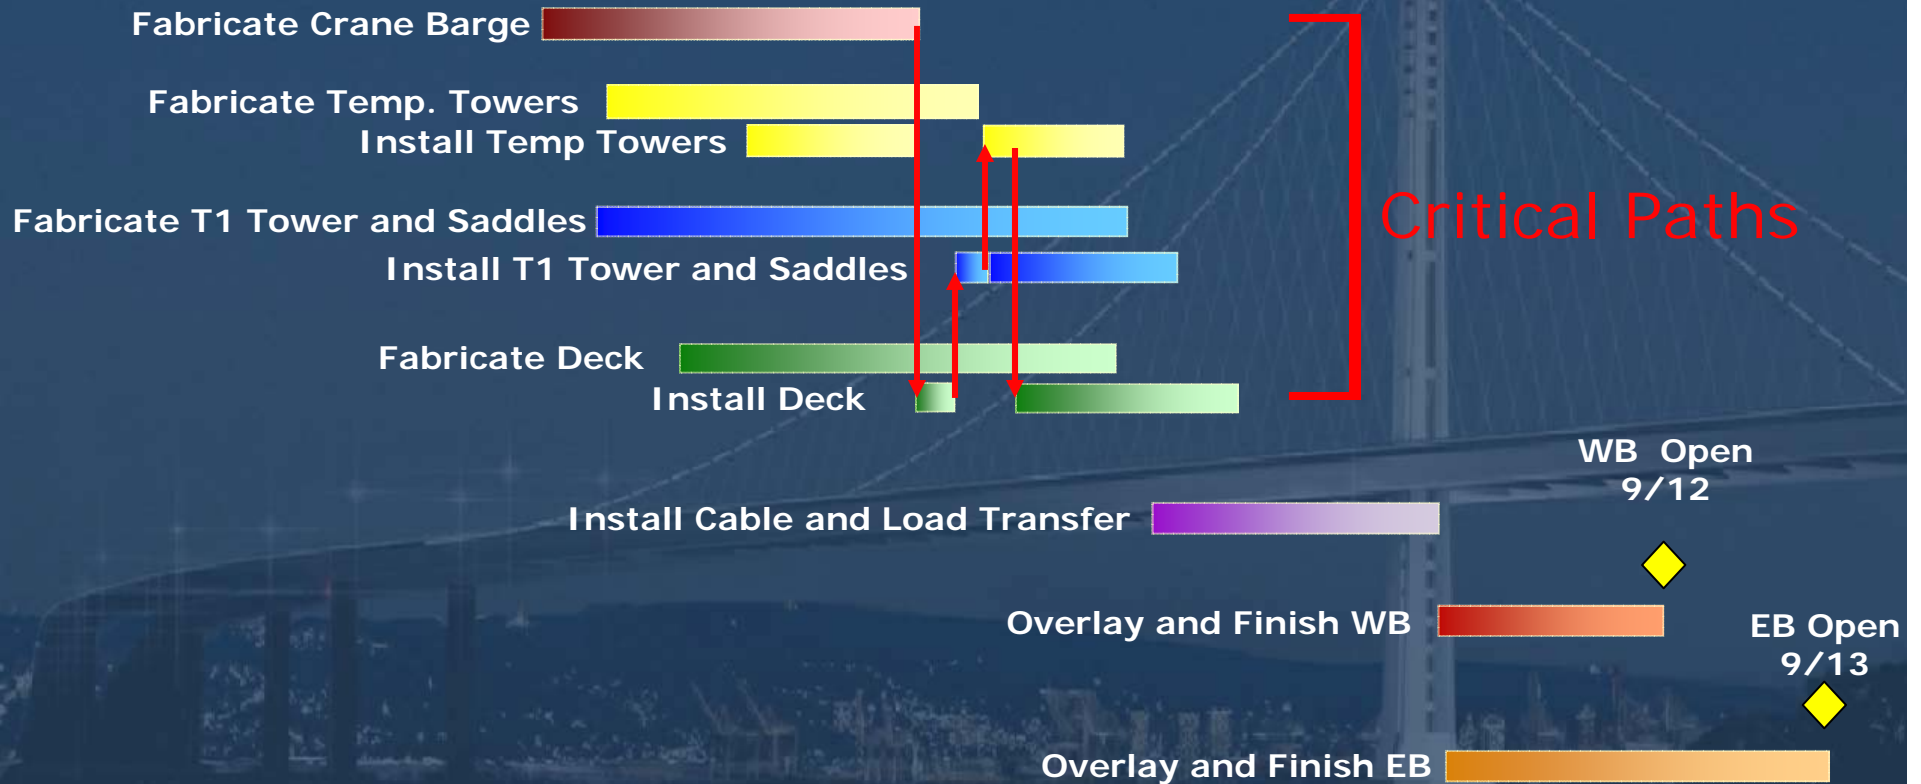 Fabricate Crane Barge
Fabricate Temp. Towers
Install Temp Towers
Fabricate T1 Tower and Saddles
Critical Paths
Install T1 Tower and Saddles
Fabricate Deck
Install Deck
WB Open
9/12
Install Cable and Load Transfer
Overlay and Finish WB
EB Open
9/13
Overlay and Finish EB